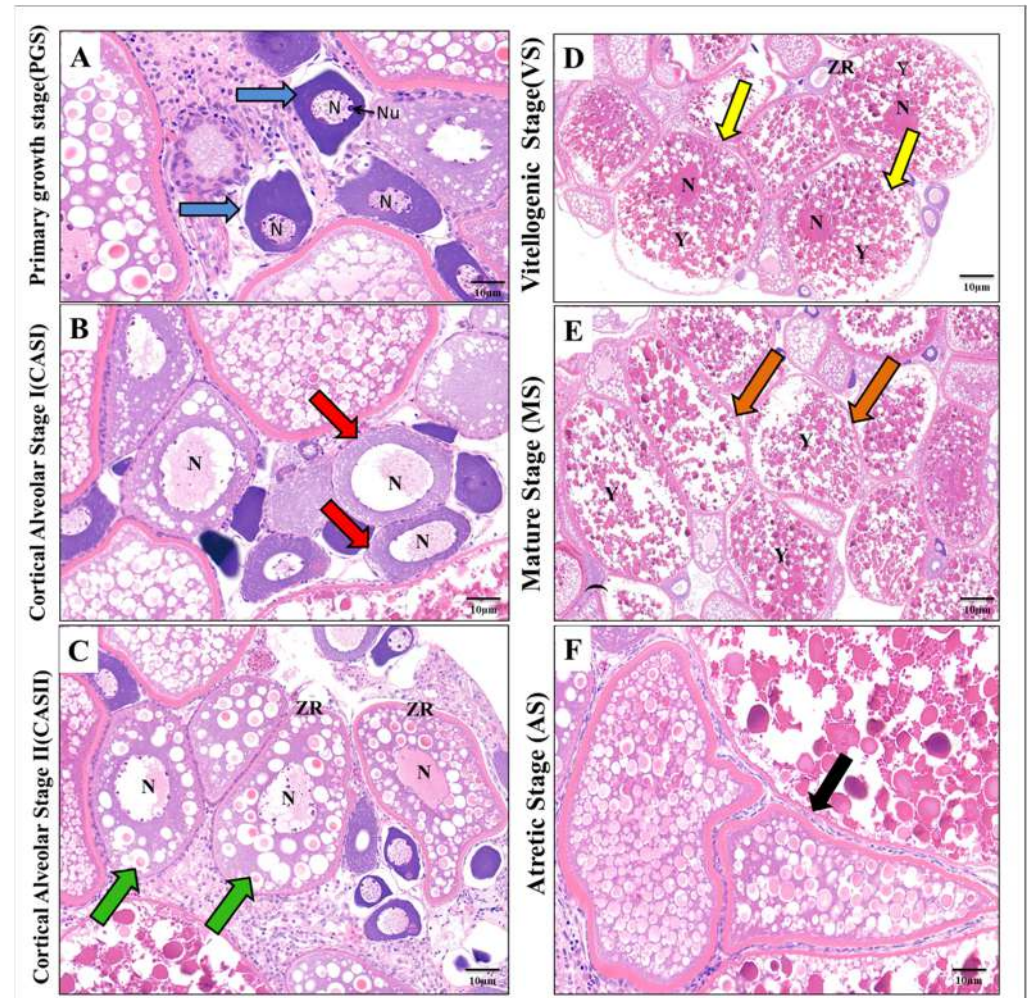 Primary growth stage(PGS)
A
N
Nu
N
N
10μm
Cortical Alveolar Stage I(CASI)
B
N
N
N
10μm
Cortical Alveolar Stage II(CASII)
C
ZR
ZR
N
N
N
10μm
Vitellogenic Stage(VS)
D
ZR
Y
N
N
N
Y
Y
10μm
Mature Stage (MS)
E
Y
Y
Y
(
10μm
Atretic Stage (AS)
F
10μm